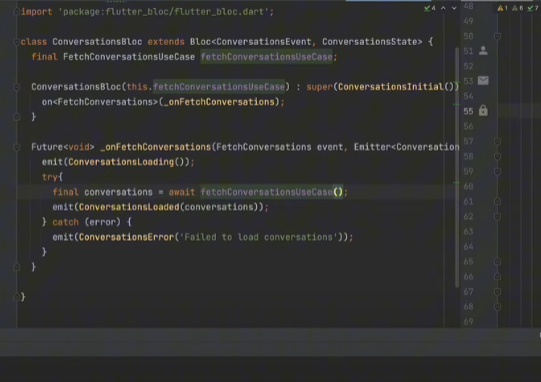 import 'package:flutter_bloc/flutter_bloc.dart';
class ConversationsBloc extends Bloc<ConversationsEvent, ConversationsState> {
final FetchConversationsUseCase fetchConversationsUseCase;
ConversationsBloc(this.fetchConversationsUseCase) : super(ConversationsInitial())
on<FetchConversations>(_onFetchConversations);
}
Future<void> _onFetchConversations(FetchConversations event, Emitter<Conversation
emit(ConversationsLoading());
try{
final conversations = await fetchConversationsUseCase();
emit(ConversationsLoaded(conversations));
} catch (error) {
emit(ConversationsError('Failed to load conversations'));
}
}
}
4
1
6
7
48
49
50
51
52
53
54
55
56
57
58
59
60
61
62
63
64
65
66
67
68
69